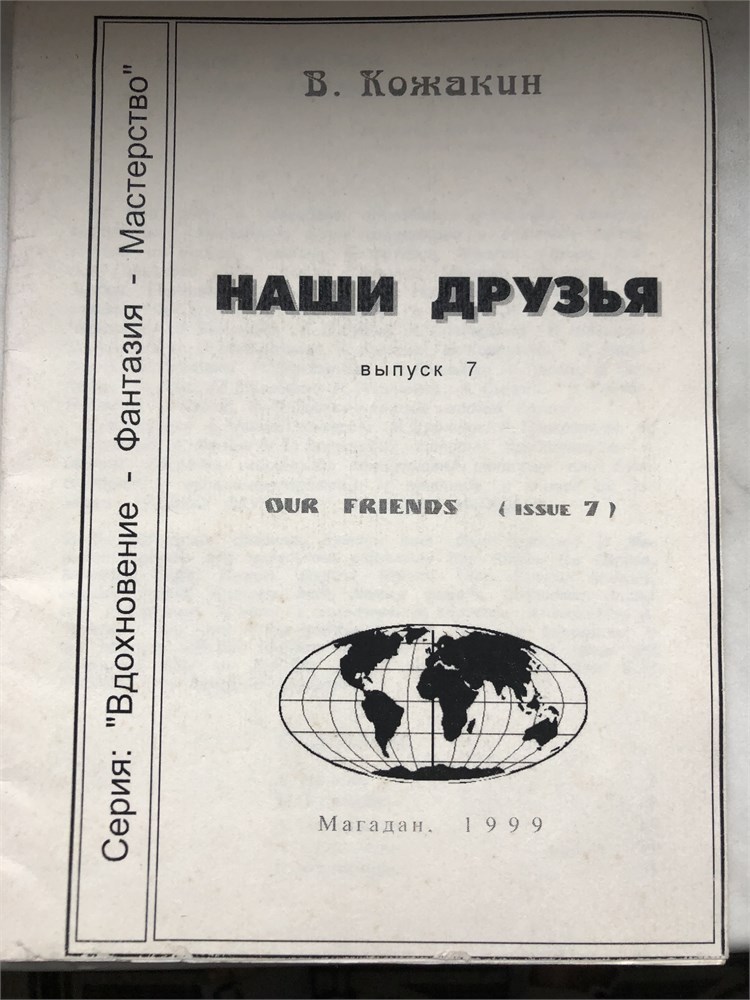 В. Кожакин
НАШИ ДРУЗЬЯ
выпуск 7
OUR FRIENDS (ISSUE 7)
Магадан. 1999
Серия: "Вдохновение - Фантазия - Мастерство"